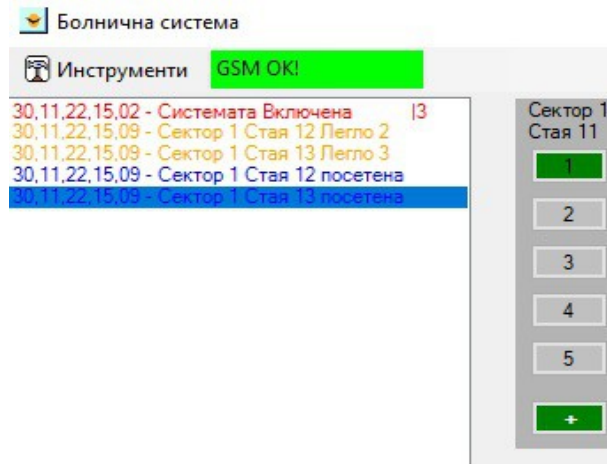 Болнична система
Инструменти GSM OK!
30,11,22,15,02 - Системата Включена |3
30,11,22,15,09 - Сектор 1 Стая 12 Легло 2
30,11,22,15,09 - Сектор 1 Стая 13 Легло 3
30,11,22,15,09 - Сектор 1 Стая 12 посетена
30,11,22,15,09 - Сектор 1 Стая 13 посетена
Сектор 1
Стая 11
1
2
3
4
5
+